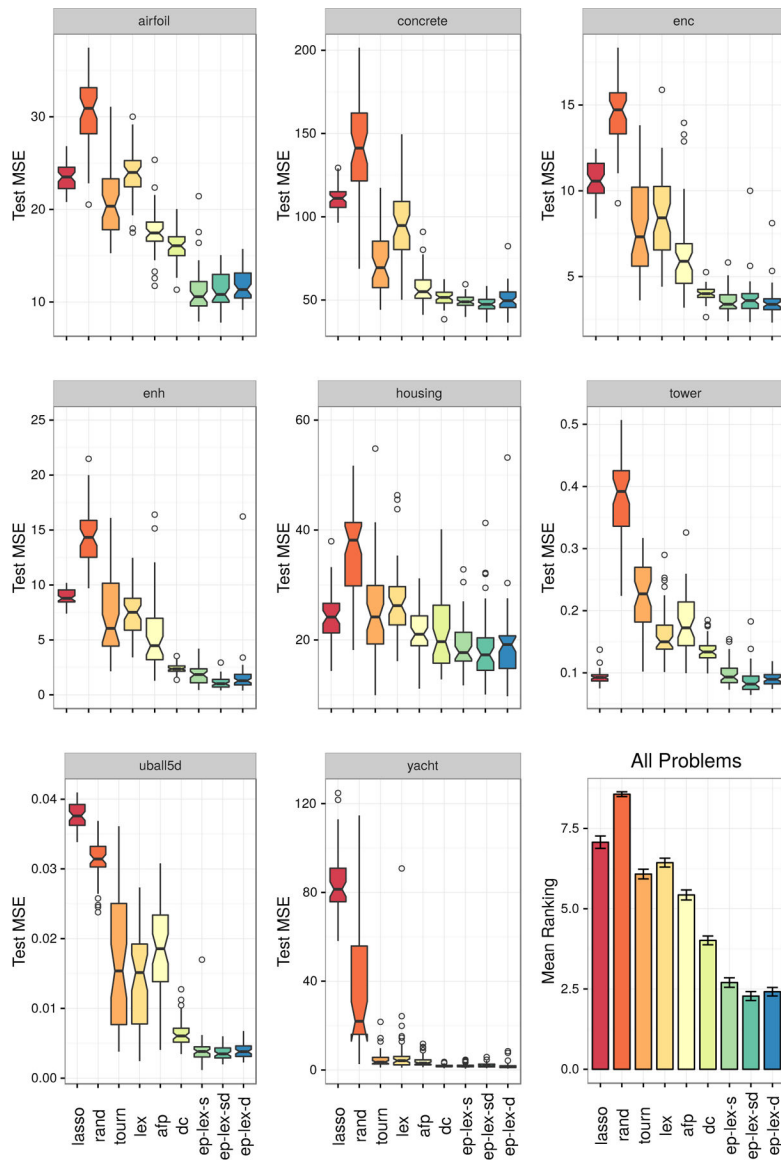 airfoil
concrete
enc
Test MSE
30
20
10
Test MSE
200
150
100
50
Test MSE
15
10
5
enh
housing
tower
Test MSE
25
20
15
10
5
0
Test MSE
60
40
20
Test MSE
0.5
0.4
0.3
0.2
0.1
uball5d
yacht
All Problems
Test MSE
0.04
0.03
0.02
0.01
0.00
Test MSE
120
80
40
0
Mean Ranking
7.5
5.0
2.5
0.0
lasso
rand
tourn
lex
afp
dc
ep-lex-s
ep-lex-sd
ep-lex-d
lasso
rand
tourn
lex
afp
dc
ep-lex-s
ep-lex-sd
ep-lex-d
lasso
rand
tourn
lex
afp
dc
ep-lex-s
ep-lex-sd
ep-lex-d